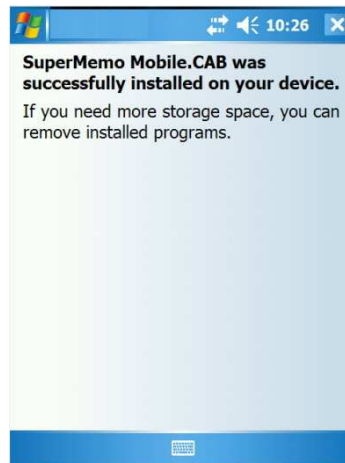 10:26
SuperMemo Mobile.CAB was
successfully installed on your device.
If you need more storage space, you can
remove installed programs.